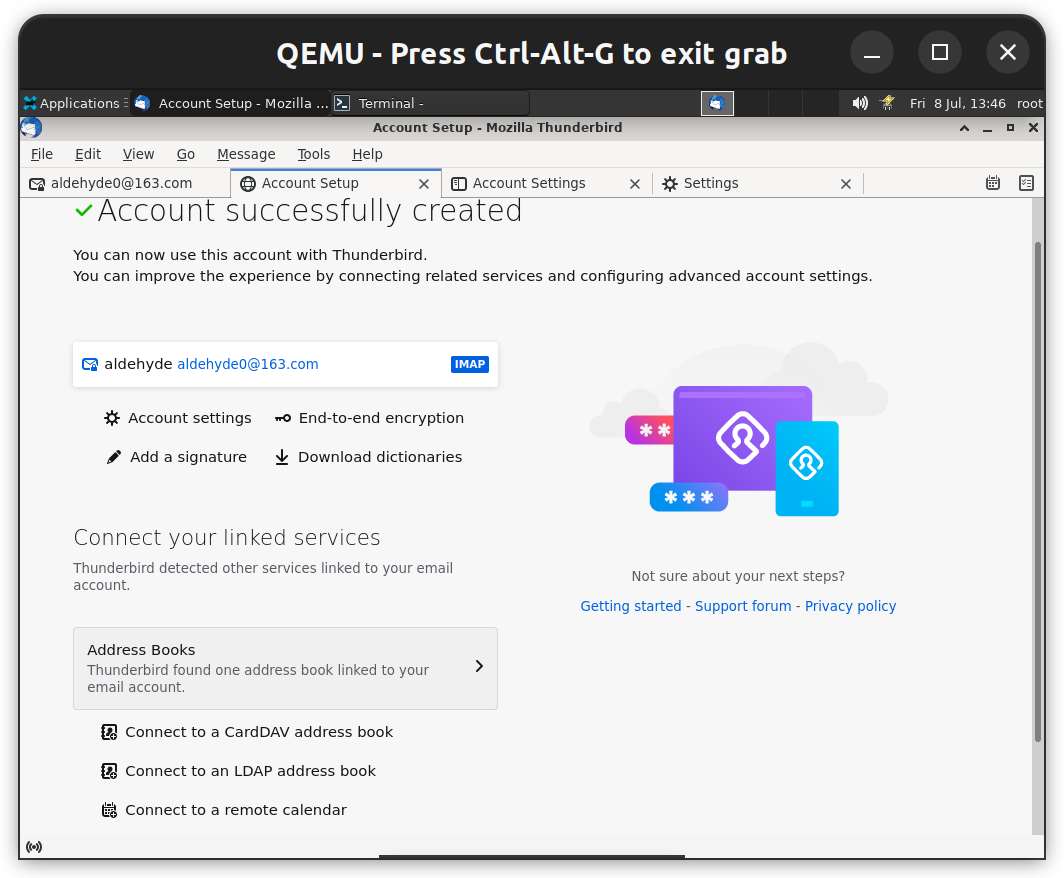 QEMU - Press Ctrl-Alt-G to exit grab
Applications
Account Setup - Mozilla ...
Terminal -
Fri 8 Jul, 13:46 root
Account Setup - Mozilla Thunderbird
File Edit View Go Message Tools Help
aldehyde0@163.com
Account Setup
Account Settings
Settings
Account successfully created
You can now use this account with Thunderbird.
You can improve the experience by connecting related services and configuring advanced account settings.
aldehyde aldehyde0@163.com IMAP
Account settings
End-to-end encryption
Add a signature
Download dictionaries
** 
***
Connect your linked services
Thunderbird detected other services linked to your email
account.
Not sure about your next steps?
Getting started - Support forum - Privacy policy
Address Books
Thunderbird found one address book linked to your
email account.
Connect to a CardDAV address book
Connect to an LDAP address book
Connect to a remote calendar